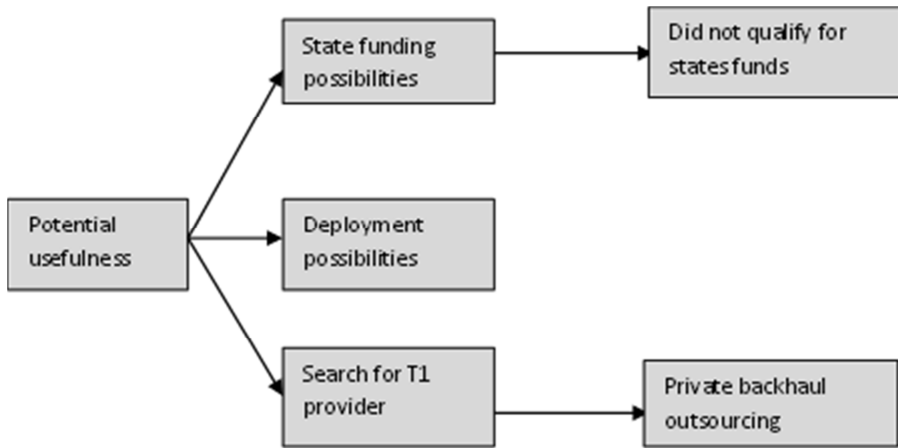 State funding
possibilities
Did not qualify for
states funds
Potential
usefulness
Deployment
possibilities
Search for T1
provider
Private backhaul
outsourcing